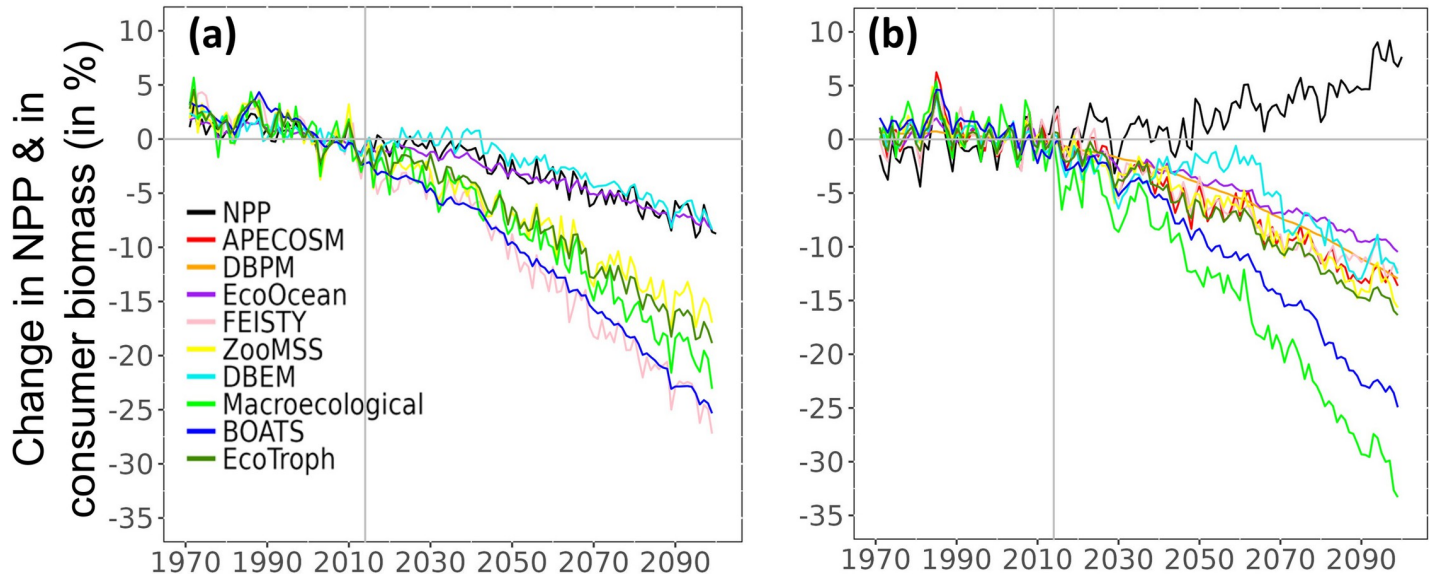 Change in NPP & in
consumer biomass (in %)
(a)
10
5
0
-5
-10
-15
-20
-25
-30
-35
NPP
APECOSM
DBPM
EcoOcean
FEISTY
ZooMSS
DBEM
Macroecological
BOATS
EcoTroph
1970 1990 2010 2030 2050 2070 2090
(b)
10
5
0
-5
-10
-15
-20
-25
-30
-35
1970 1990 2010 2030 2050 2070 2090